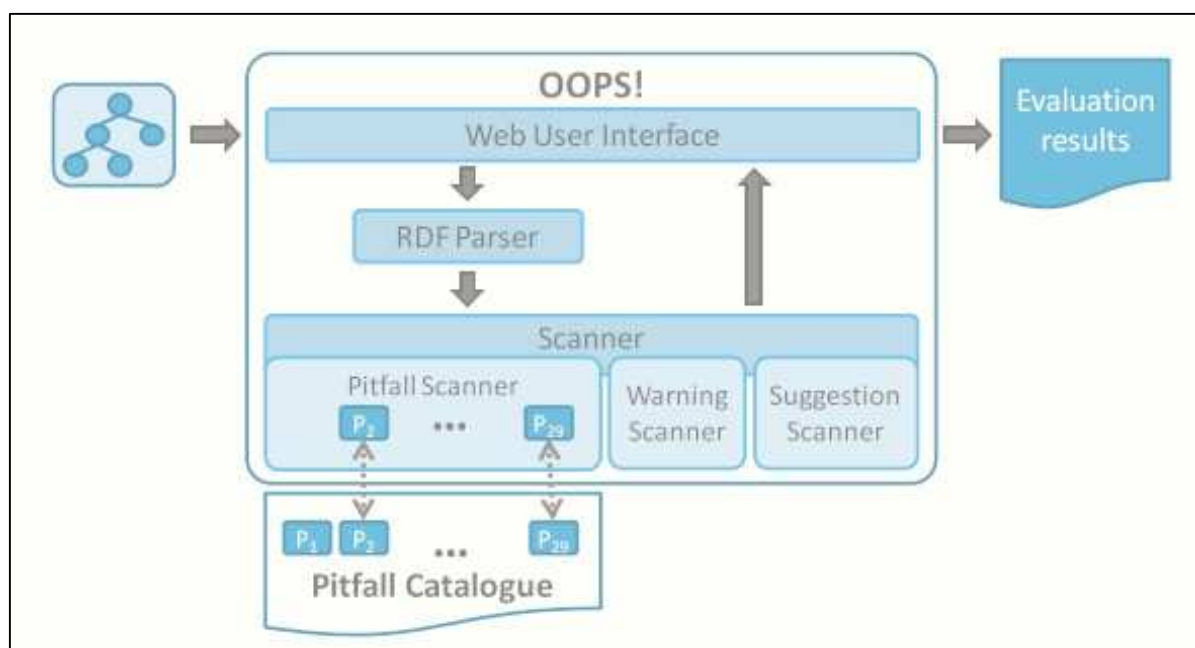 OOPS!
Web User Interface
Evaluation
results
RDF Parser
Scanner
Pitfall Scanner
P2 ... P29
Warning
Scanner
Suggestion
Scanner
P1 P2 ... P29
Pitfall Catalogue